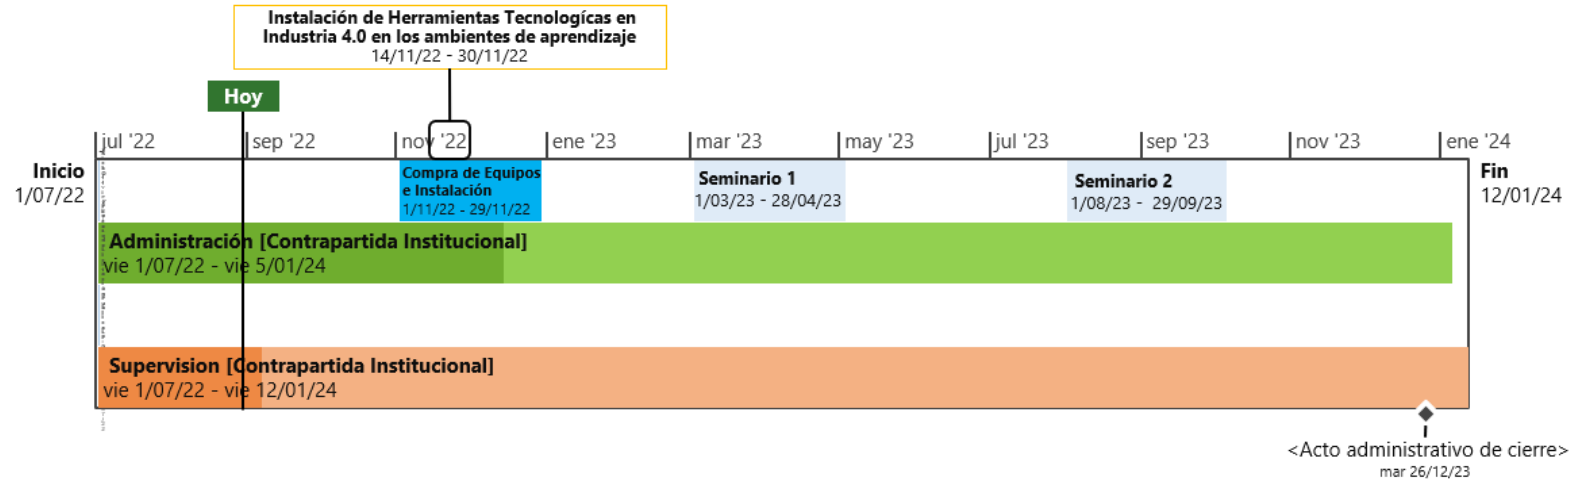 Instalación de Herramientas Tecnologícas en
Industria 4.0 en los ambientes de aprendizaje
14/11/22 - 30/11/22
Hoy
jul '22 sep '22 nov '22 ene '23 mar '23 may '23 jul '23 sep '23 nov '23 ene '24
Inicio
1/07/22
Compra de Equipos
e Instalación
1/11/22 - 29/11/22
Seminario 1
1/03/23 - 28/04/23
Seminario 2
1/08/23 - 29/09/23
Fin
12/01/24
Administración [Contrapartida Institucional]
vie 1/07/22 - vie 5/01/24
Supervision [Contrapartida Institucional]
vie 1/07/22 - vie 12/01/24
<Acto administrativo de cierre>
mar 26/12/23